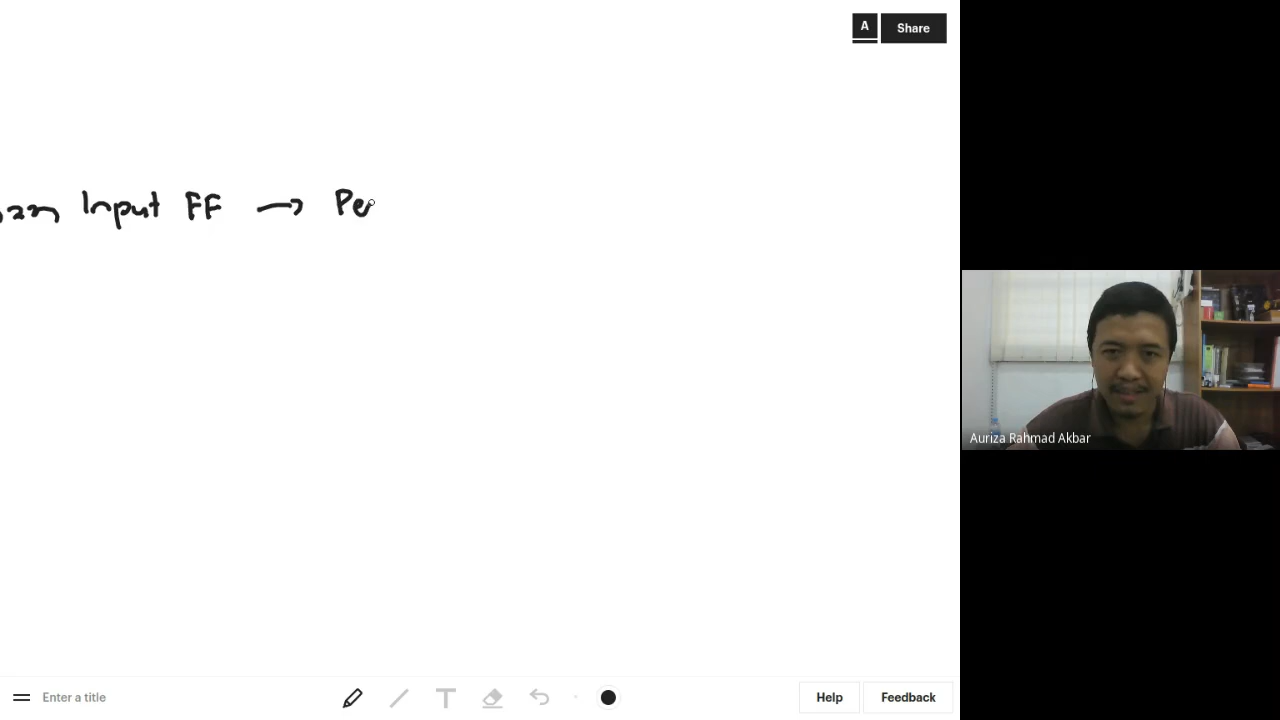 A Share
Input FF → Pe
Auriza Rahmad Akbar
Enter a title T Help Feedback